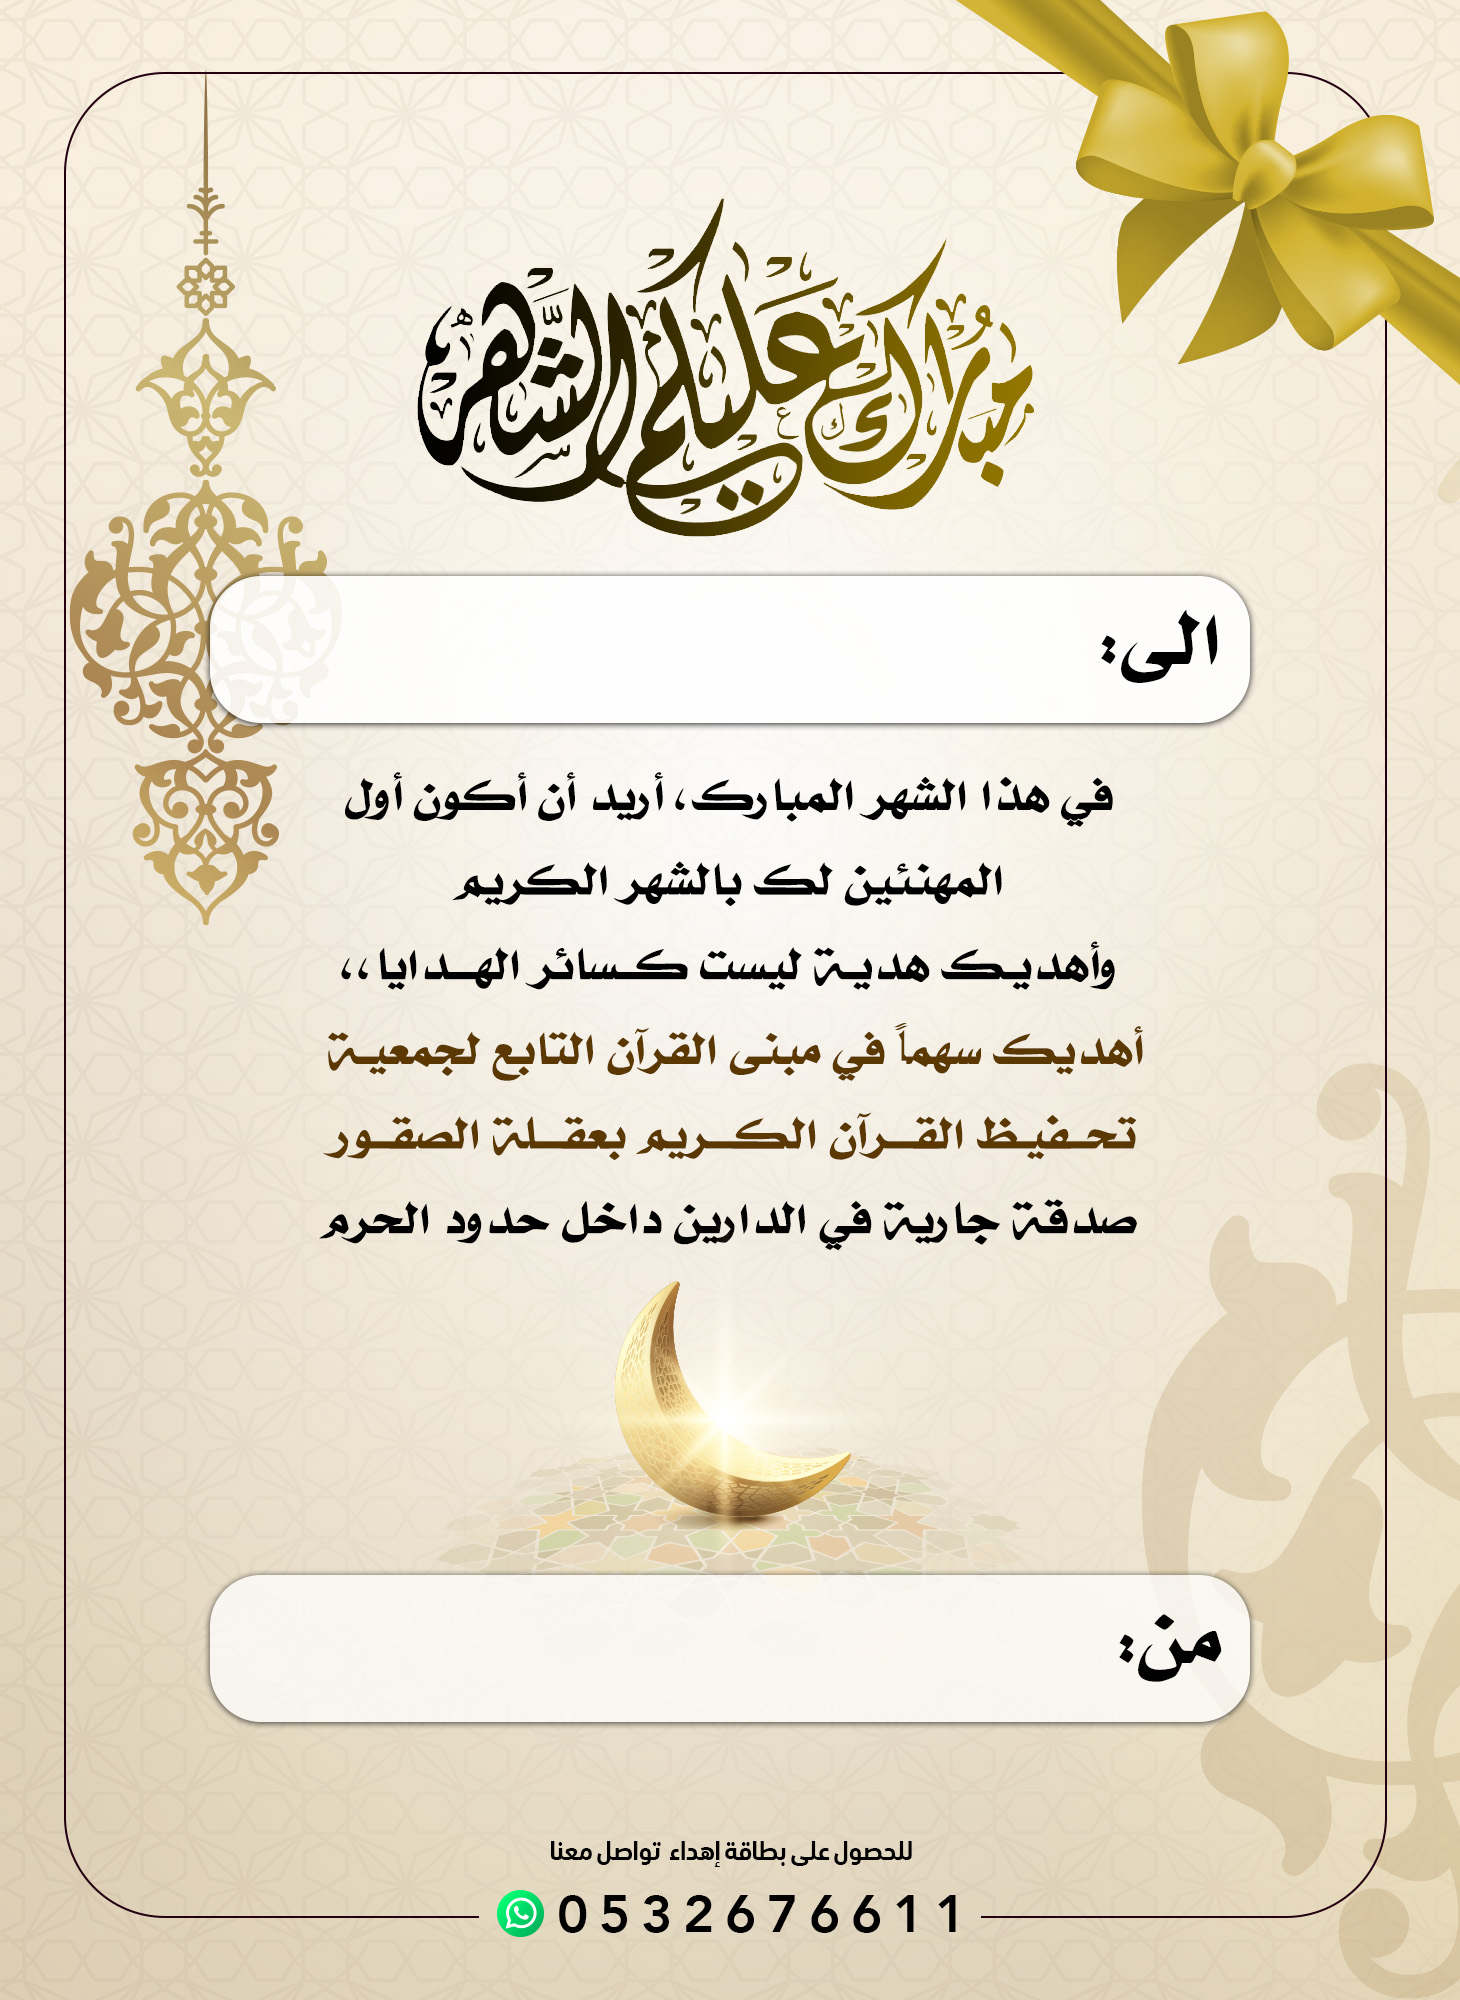 مبارك عليكم الشهر
الى:
في هذا الشهر المبارك، أريد أن أكون أول
المهنئين لك بالشهر الكريم
وأهديك هدية ليست كسائر الهدايا،،
أهديك سهماً في مبنى القرآن التابع لجمعية
تحفيظ القرآن الكريم بعقلة الصقور
صدقة جارية في الدارين داخل حدود الحرم
من:
للحصول على بطاقة إهداء تواصل معنا
0532676611